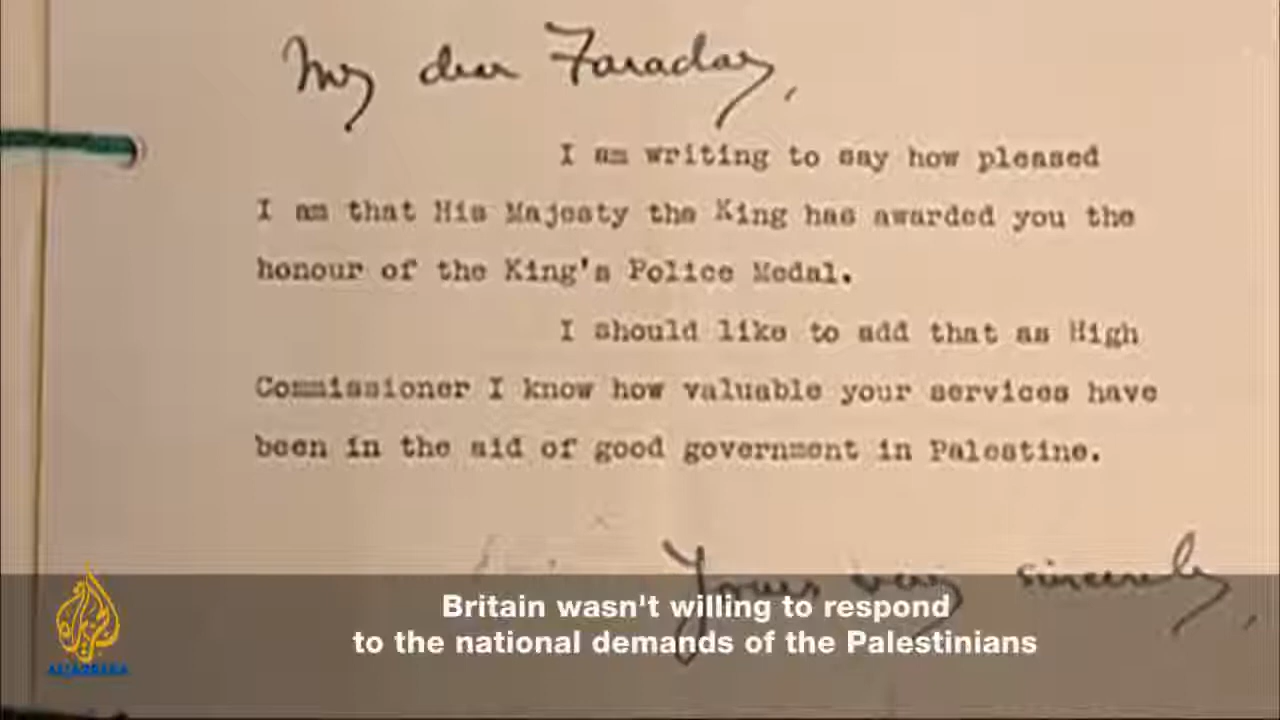 My dear Faraday,
I am writing to say how pleased
I am that His Majesty the King has awarded you the
honour of the King's Police Medal.
I should like to add that as High
Commissioner I know how valuable your services have
been in the aid of good government in Palestine.
Yours very sincerely,
Britain wasn't willing to respond
to the national demands of the Palestinians
ALJAZEERA